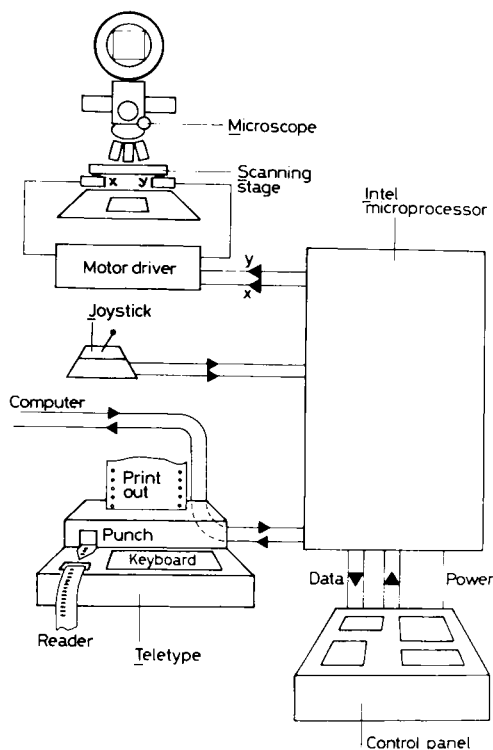 Microscope
Scanning
stage
x y
Intel
microprocessor
Motor driver
y
x
Joystick
Computer
Print
out
Punch
Keyboard
Reader
Teletype
Data
Power
Control panel